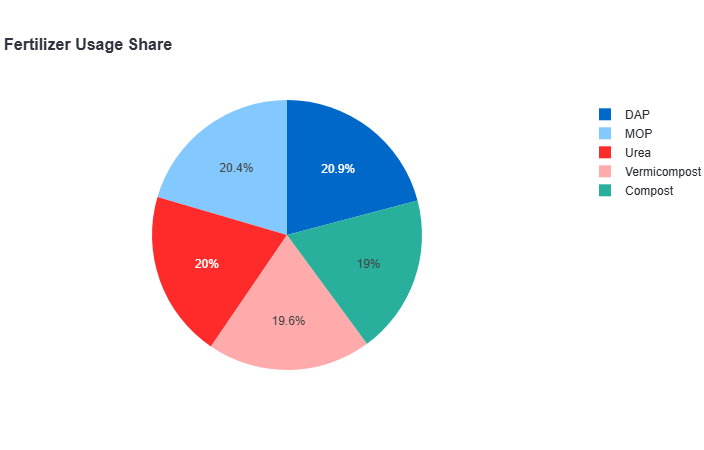 Fertilizer Usage Share
20.4%
20.9%
20%
19%
19.6%
DAP
MOP
Urea
Vermicompost
Compost